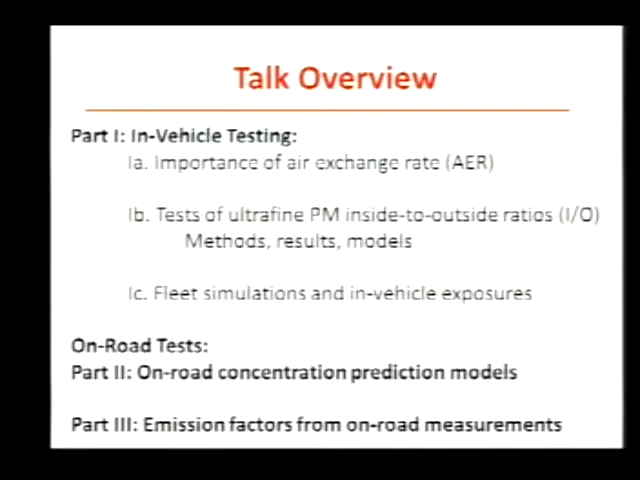 Talk Overview
Part I: In-Vehicle Testing:
Ia. Importance of air exchange rate (AER)
Ib. Tests of ultrafine PM inside-to-outside ratios (I/O)
Methods, results, models
Ic. Fleet simulations and in-vehicle exposures
On-Road Tests:
Part II: On-road concentration prediction models
Part III: Emission factors from on-road measurements